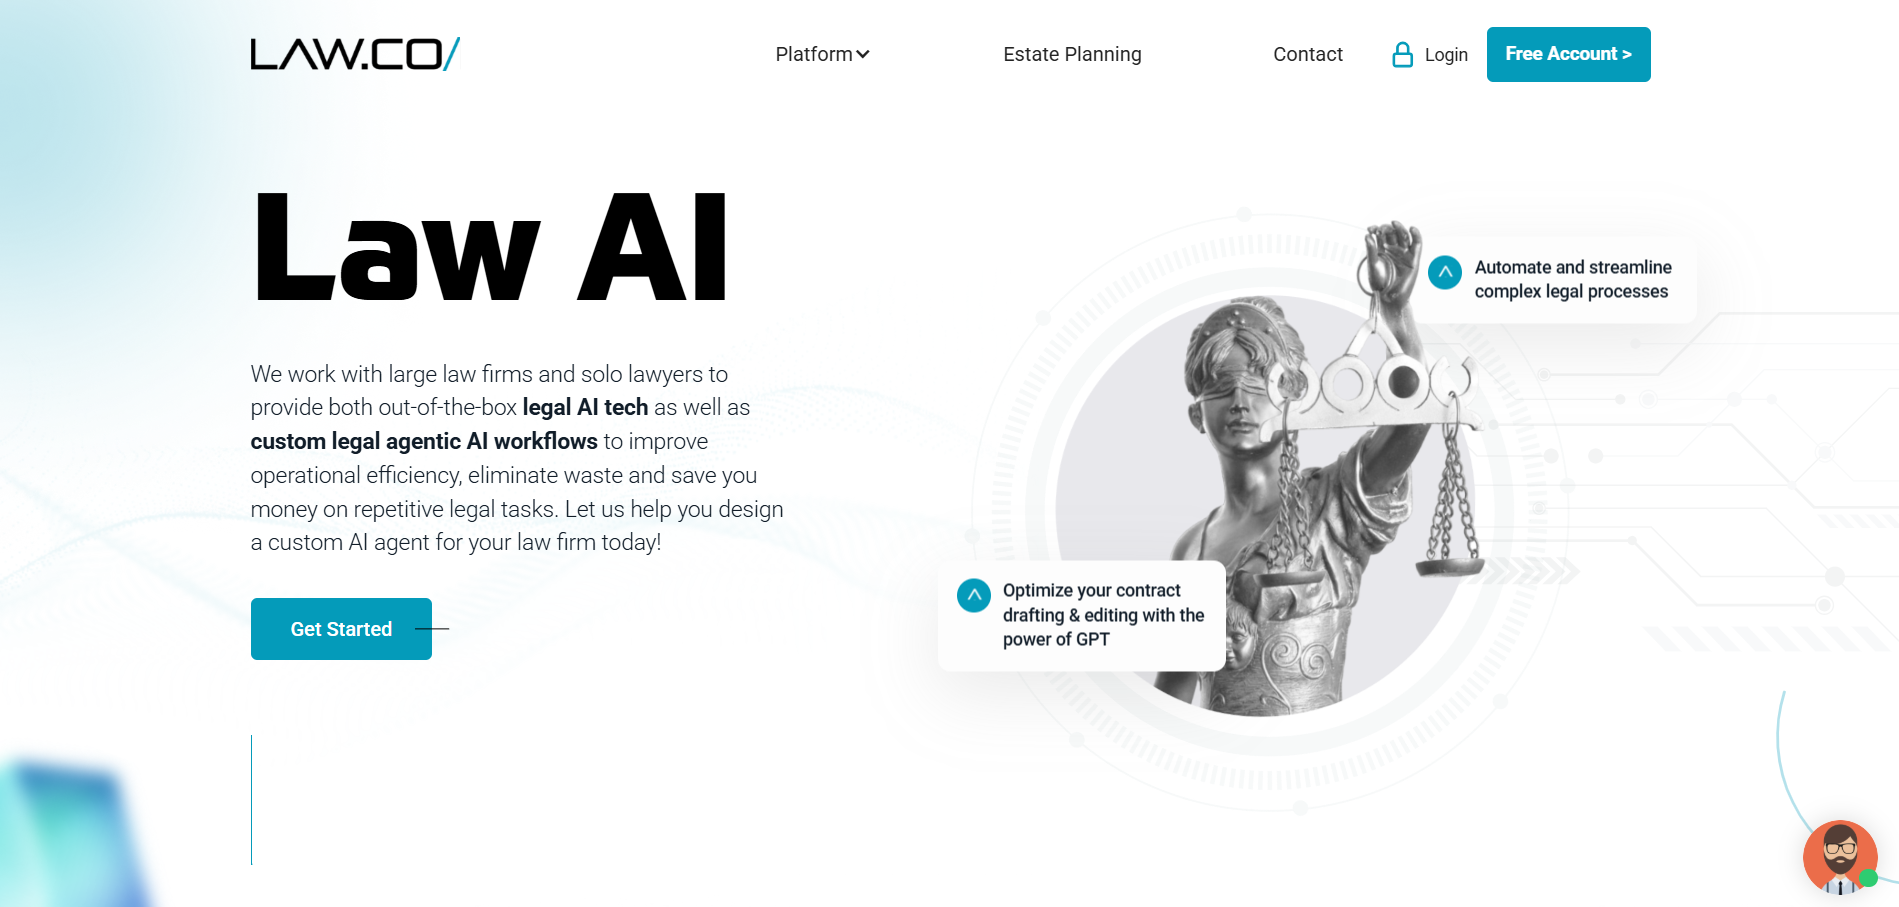 LAW.CO/
Platform
Estate Planning
Contact
Login
Free Account >
Law AI
We work with large law firms and solo lawyers to
provide both out-of-the-box legal AI tech as well as
custom legal agentic AI workflows to improve
operational efficiency, eliminate waste and save you
money on repetitive legal tasks. Let us help you design
a custom AI agent for your law firm today!
Get Started
Automate and streamline
complex legal processes
Optimize your contract
drafting & editing with the
power of GPT